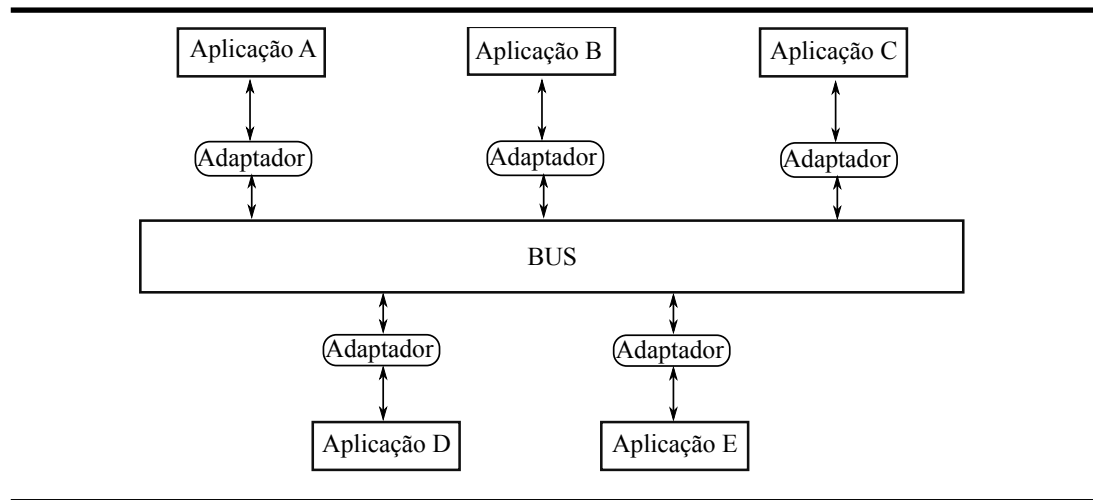 Aplicação A
Aplicação B
Aplicação C
Adaptador
Adaptador
Adaptador
BUS
Adaptador
Adaptador
Aplicação D
Aplicação E